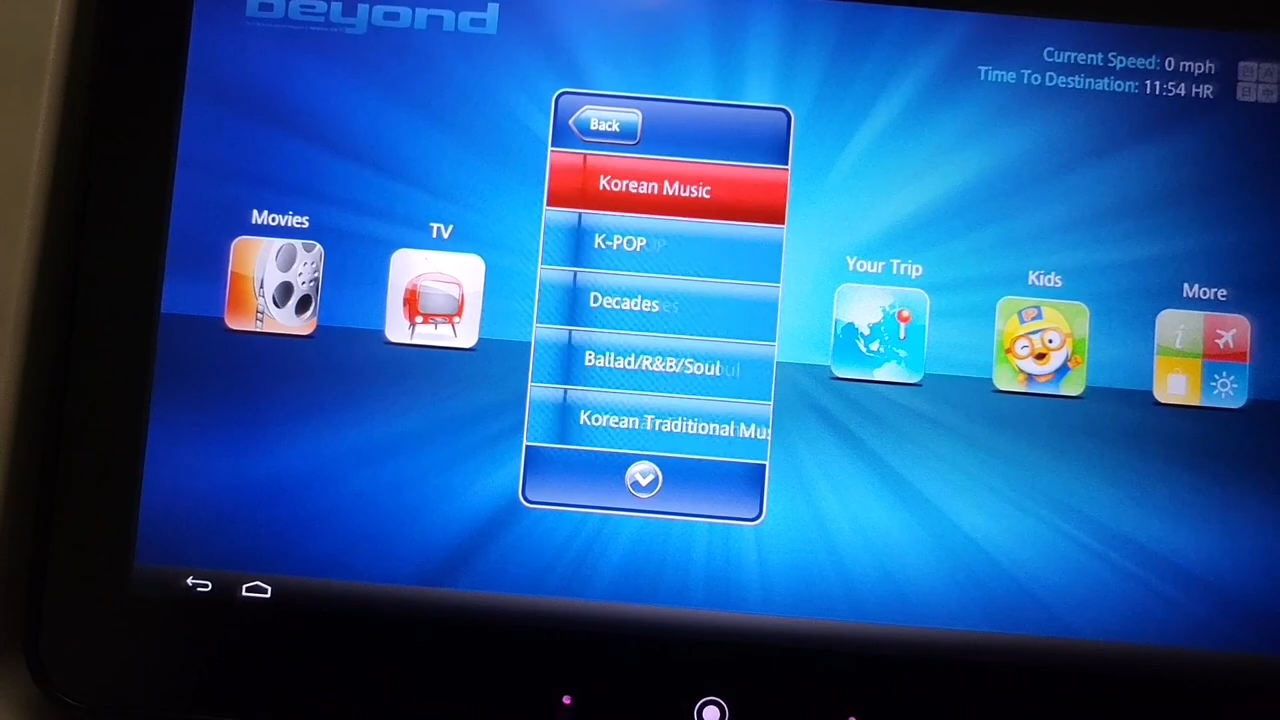 beyond
Current Speed: 0 mph
Time To Destination: 11:54 HR
Back
Korean Music
K-POP
Decades
Ballad/R&B/Soul
Korean Traditional Mus
Movies
TV
Your Trip
Kids
More